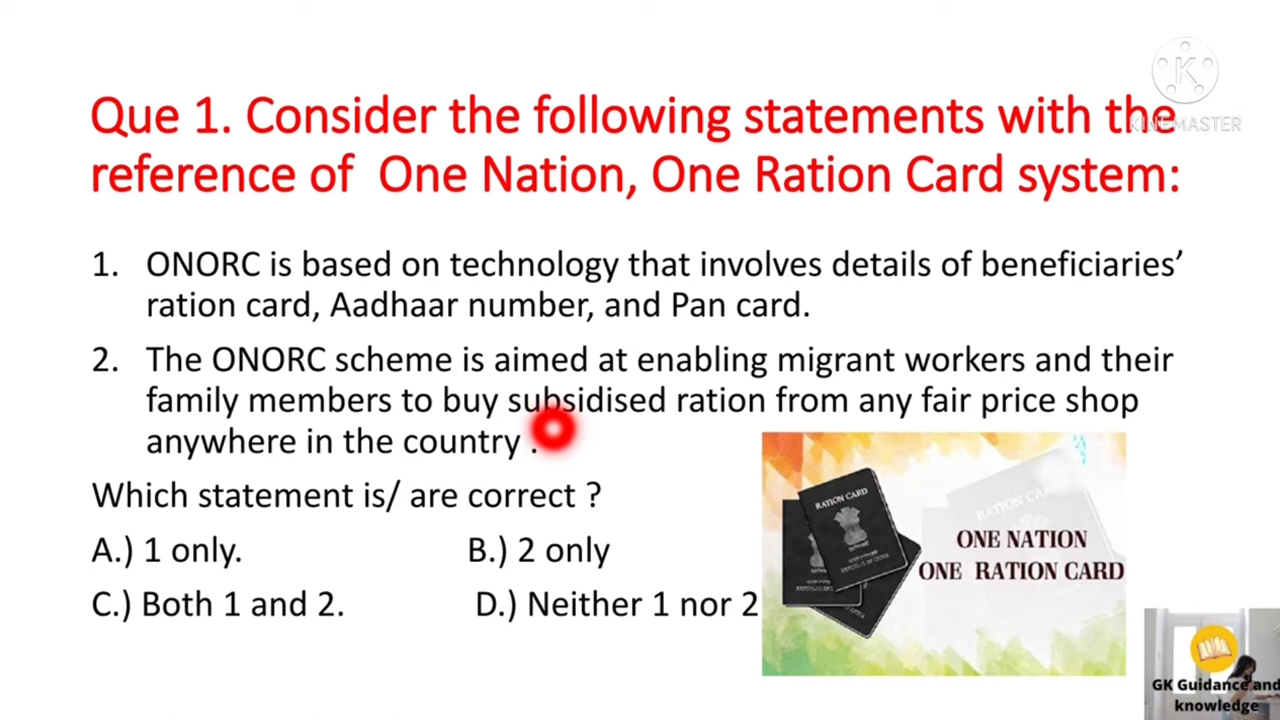 KINEMASTER
Que 1. Consider the following statements with the
reference of One Nation, One Ration Card system:
1. ONORC is based on technology that involves details of beneficiaries’
ration card, Aadhaar number, and Pan card.
2. The ONORC scheme is aimed at enabling migrant workers and their
family members to buy subsidised ration from any fair price shop
anywhere in the country .
Which statement is/ are correct ?
A.) 1 only. B.) 2 only
C.) Both 1 and 2. D.) Neither 1 nor 2
RATION CARD
RATION CARD
ONE NATION
ONE RATION CARD
GK Guidance and
knowledge